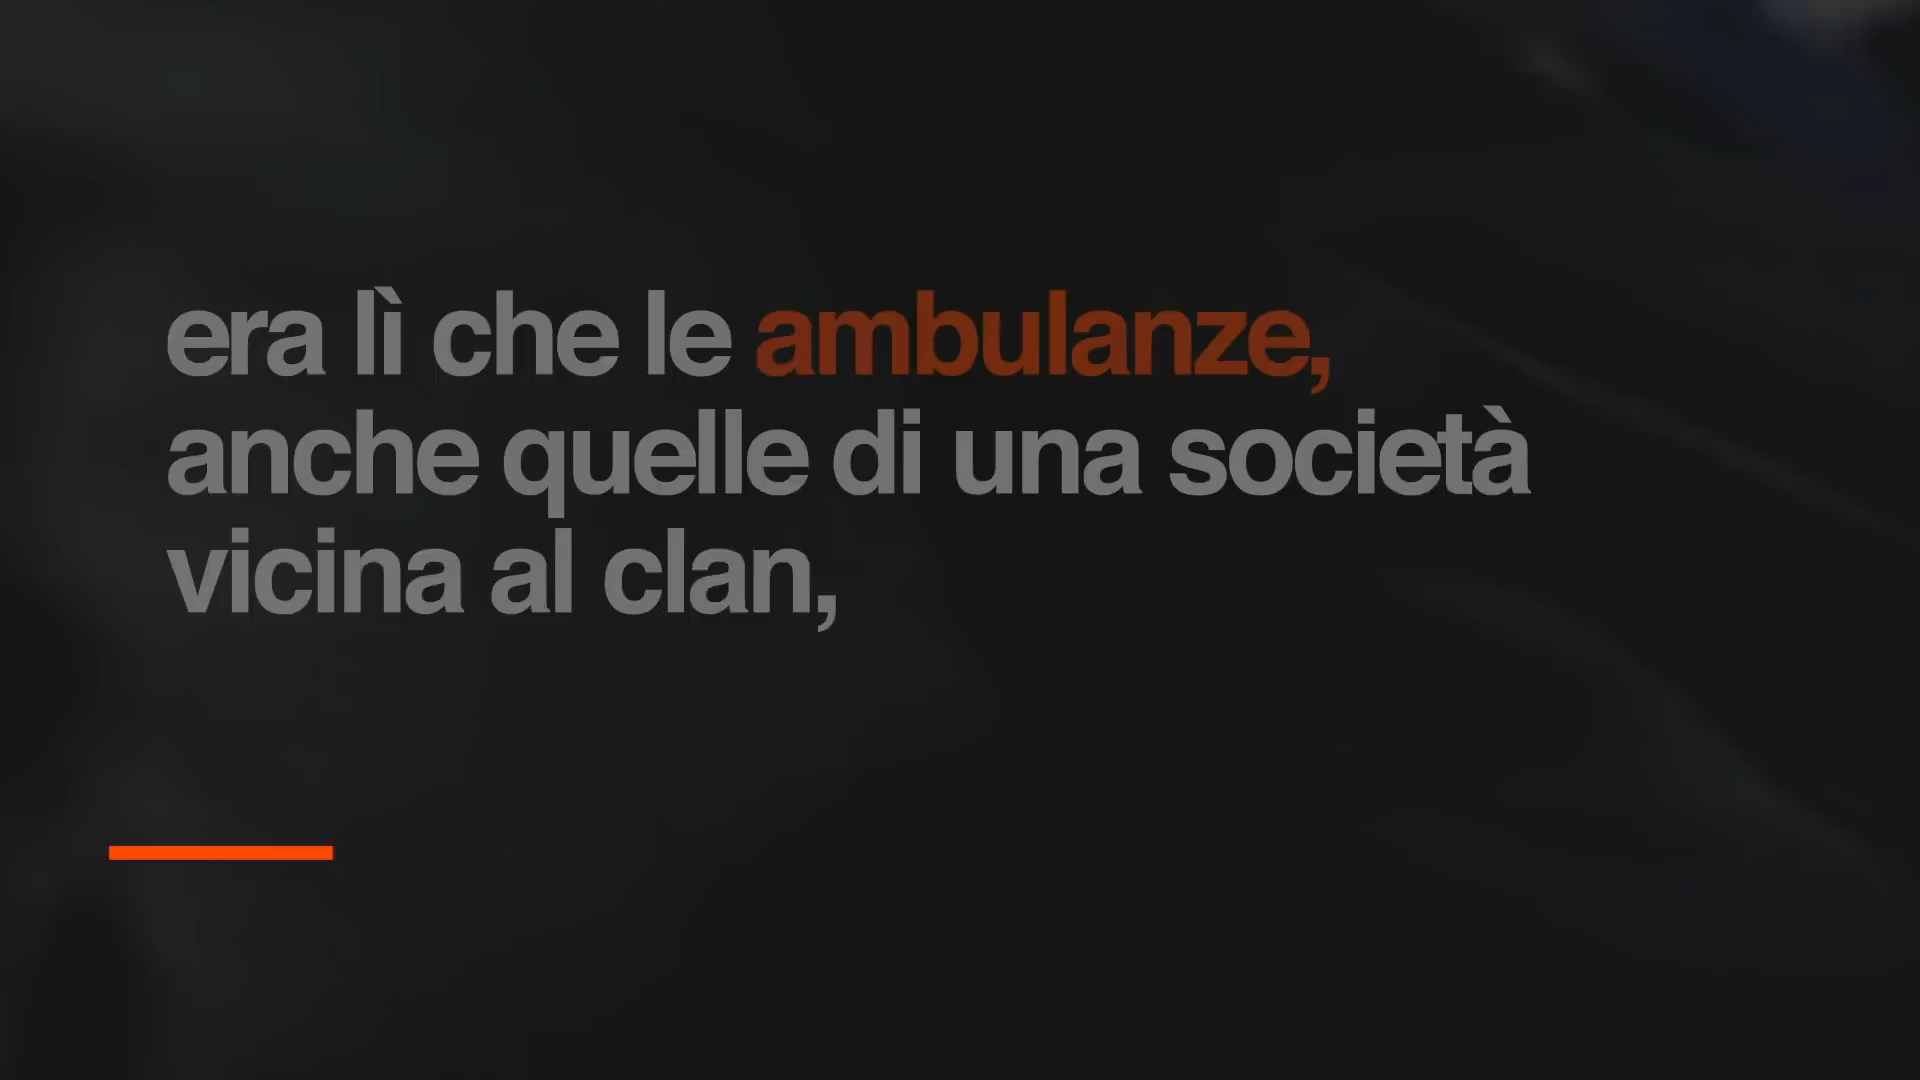 era lì che le ambulanze,
anche quelle di una società
vicina al clan,